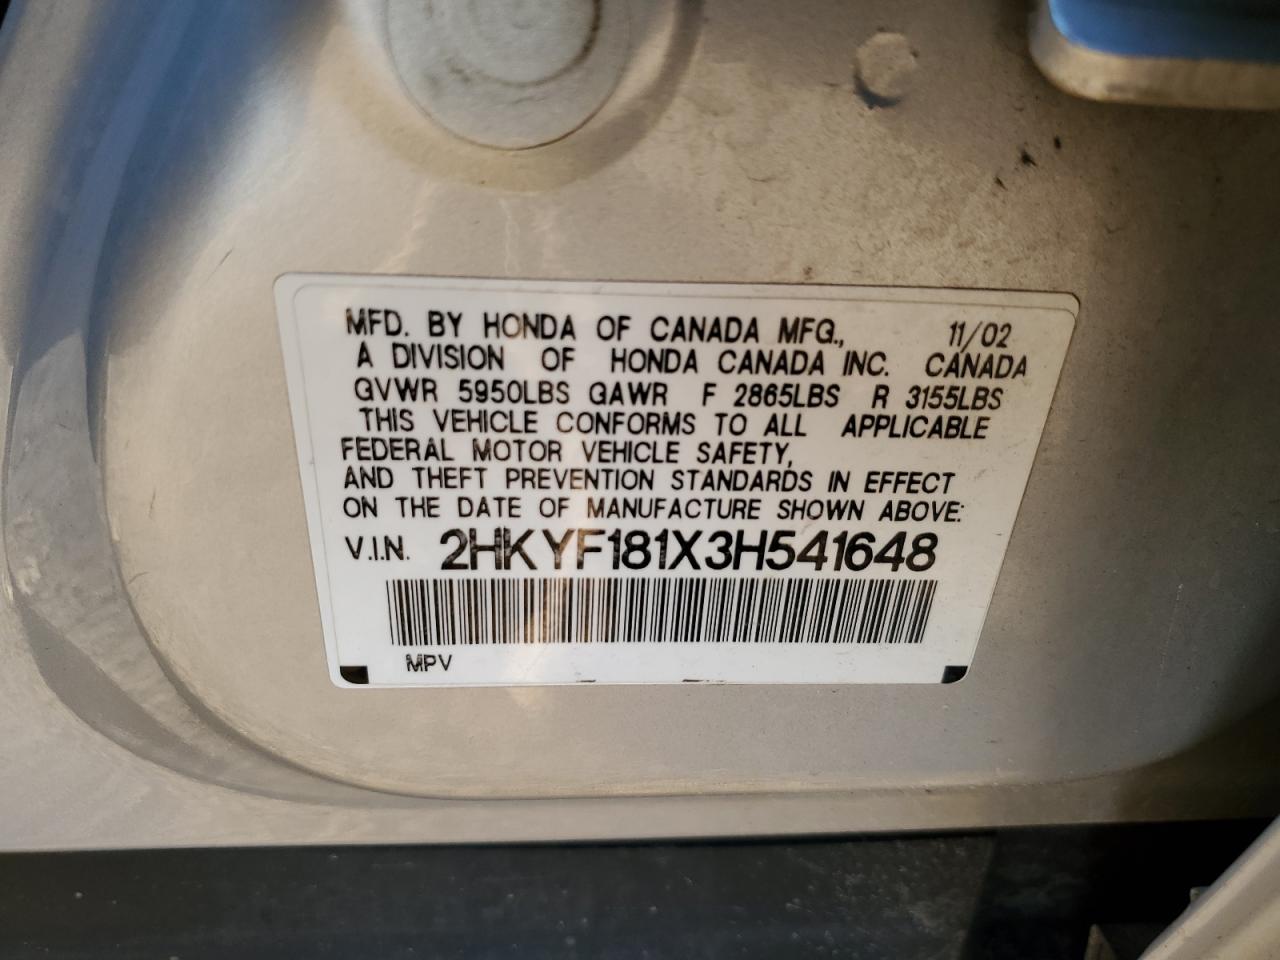 MFD. BY HONDA OF CANADA MFG., 11/02
A DIVISION OF HONDA CANADA INC. CANADA
GVWR 5950LBS GAWR F 2865LBS R 3155LBS
THIS VEHICLE CONFORMS TO ALL APPLICABLE
FEDERAL MOTOR VEHICLE SAFETY,
AND THEFT PREVENTION STANDARDS IN EFFECT
ON THE DATE OF MANUFACTURE SHOWN ABOVE:
V.I.N. 2HKYF181X3H541648
MPV